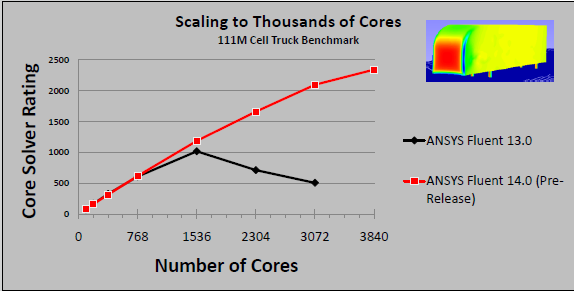 Scaling to Thousands of Cores
111M Cell Truck Benchmark
Core Solver Rating
2500
2000
1500
1000
500
0
0 768 1536 2304 3072 3840
Number of Cores
ANSYS Fluent 13.0
ANSYS Fluent 14.0 (Pre-
Release)